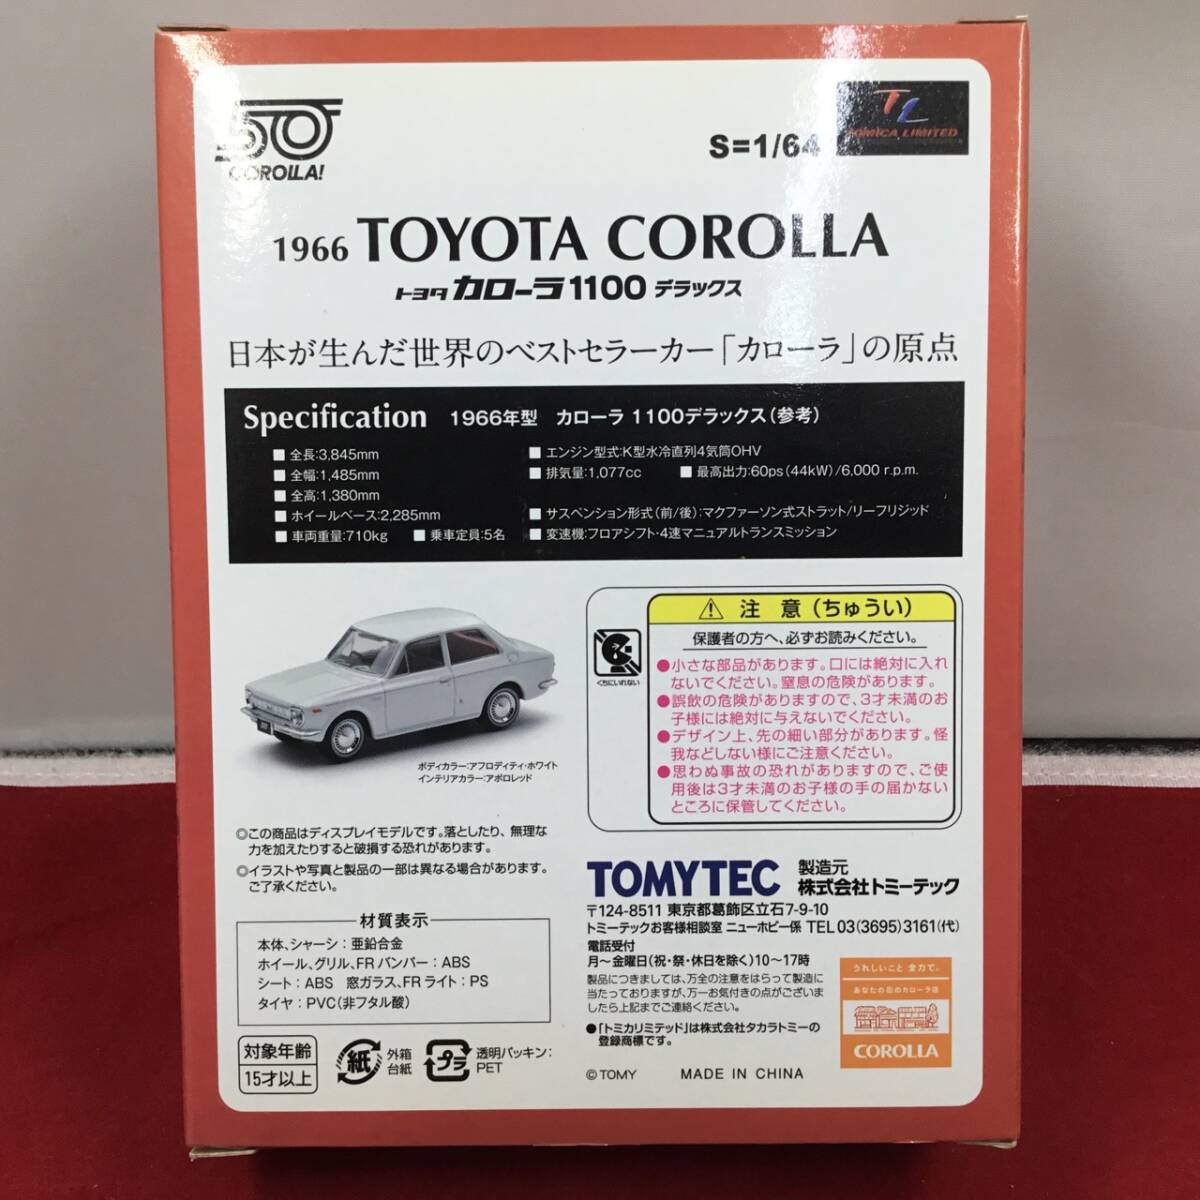 50
COROLLA!
S=1/64
TL
TOMICA LIMITED
1966 TOYOTA COROLLA
トヨタ カローラ 1100 デラックス
日本が生んだ世界のベストセラーカー「カローラ」の原点
Specification 1966年型 カローラ 1100デラックス(参考)
■ 全長:3,845mm
■ 全幅:1,485mm
■ 全高:1,380mm
■ ホイールベース:2,285mm
■ 車両重量:710kg ■ 乗車定員:5名
■ エンジン型式:K型水冷直列4気筒OHV
■ 排気量:1,077cc ■ 最高出力:60ps(44kW)/6,000 r.p.m.
■ サスペンション形式(前/後):マクファーソン式ストラット/リーフリジッド
■ 変速機:フロアシフト・4速マニュアルトランスミッション
ボディカラー:アフロディティ・ホワイト
インテリアカラー:アポロレッド
くちにいれない
⚠ 注 意(ちゅうい)
保護者の方へ、必ずお読みください。
●小さな部品があります。口には絶対に入れ
ないでください。窒息の危険があります。
●誤飲の危険がありますので、3才未満のお
子様には絶対に与えないでください。
●デザイン上、先の細い部分があります。怪
我などしない様にご注意ください。
●思わぬ事故の恐れがありますので、ご使
用後は3才未満のお子様の手の届かない
ところに保管してください。
◎この商品はディスプレイモデルです。落としたり、無理な
力を加えたりすると破損する恐れがあります。
◎イラストや写真と製品の一部は異なる場合があります。
ご了承ください。
材質表示
本体、シャーシ:亜鉛合金
ホイール、グリル、FRバンパー:ABS
シート:ABS 窓ガラス、FRライト:PS
タイヤ:PVC(非フタル酸)
対象年齢
15才以上
紙
外箱
台紙
プラ
透明パッキン:
PET
TOMYTEC
製造元
株式会社トミーテック
〒124-8511 東京都葛飾区立石7-9-10
トミーテックお客様相談室 ニューホビー係 TEL 03(3695)3161(代)
電話受付
月~金曜日(祝・祭・休日を除く)10~17時
製品につきましては、万全の注意をはらって製造に
当たっておりますが、万一お気付きの点がございま
したら上記までご連絡ください。
●「トミカリミテッド」は株式会社タカラトミーの
登録商標です。
©TOMY MADE IN CHINA
うれしいこと 全力で。
あなたの街のカローラ店
COROLLA